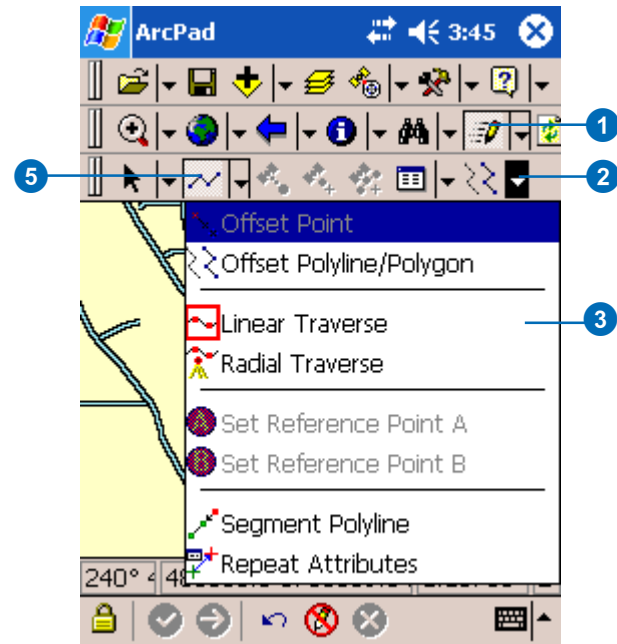 ArcPad 3:45
1
5
2
Offset Point
Offset Polyline/Polygon
Linear Traverse
3
Radial Traverse
A Set Reference Point A
B Set Reference Point B
Segment Polyline
Repeat Attributes
240°